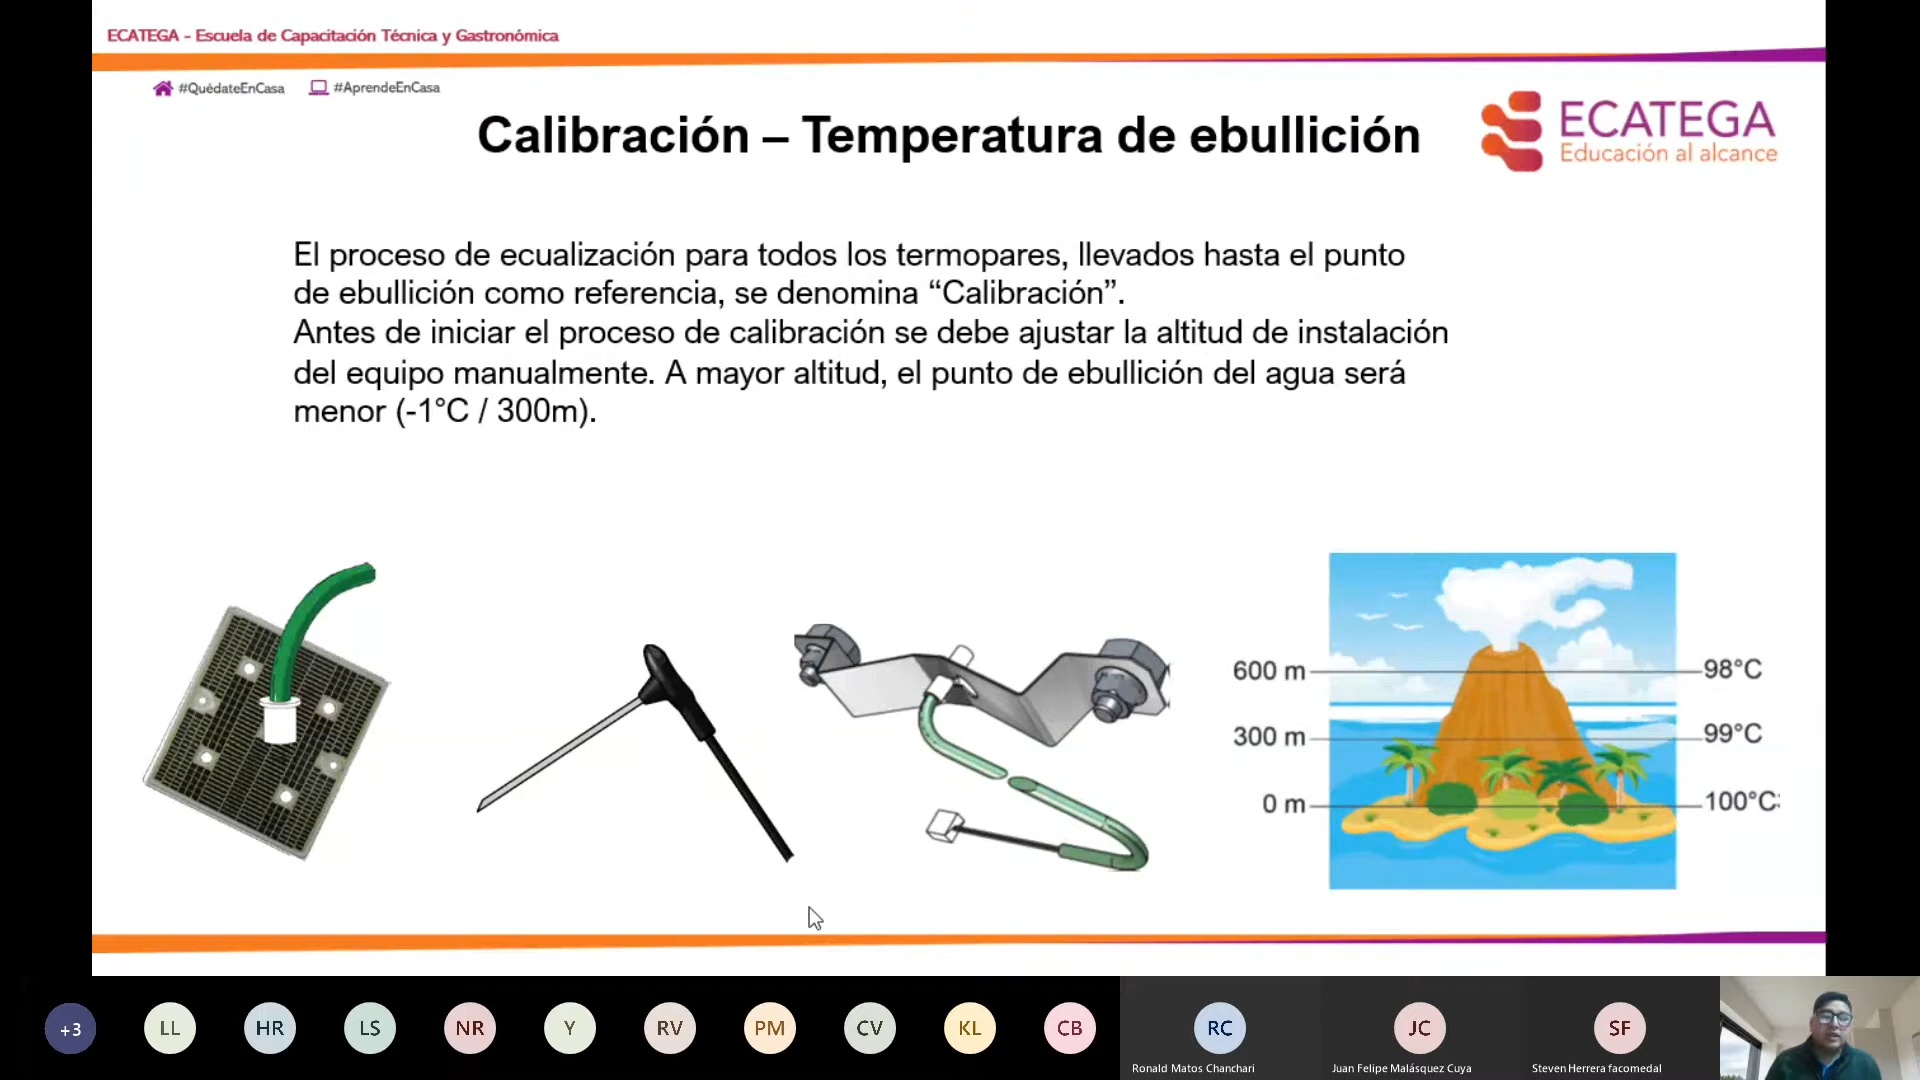 ECATEGA - Escuela de Capacitación Técnica y Gastronómica
#QuédateEnCasa #AprendeEnCasa
Calibración – Temperatura de ebullición
ECATEGA
Educación al alcance
El proceso de ecualización para todos los termopares, llevados hasta el punto
de ebullición como referencia, se denomina “Calibración”.
Antes de iniciar el proceso de calibración se debe ajustar la altitud de instalación
del equipo manualmente. A mayor altitud, el punto de ebullición del agua será
menor (-1°C / 300m).
600 m 98°C
300 m 99°C
0 m 100°C
+3 LL HR LS NR Y RV PM CV KL CB RC JC SF
Ronald Matos Chanchari Juan Felipe Malásquez Cuya Steven Herrera facomedal